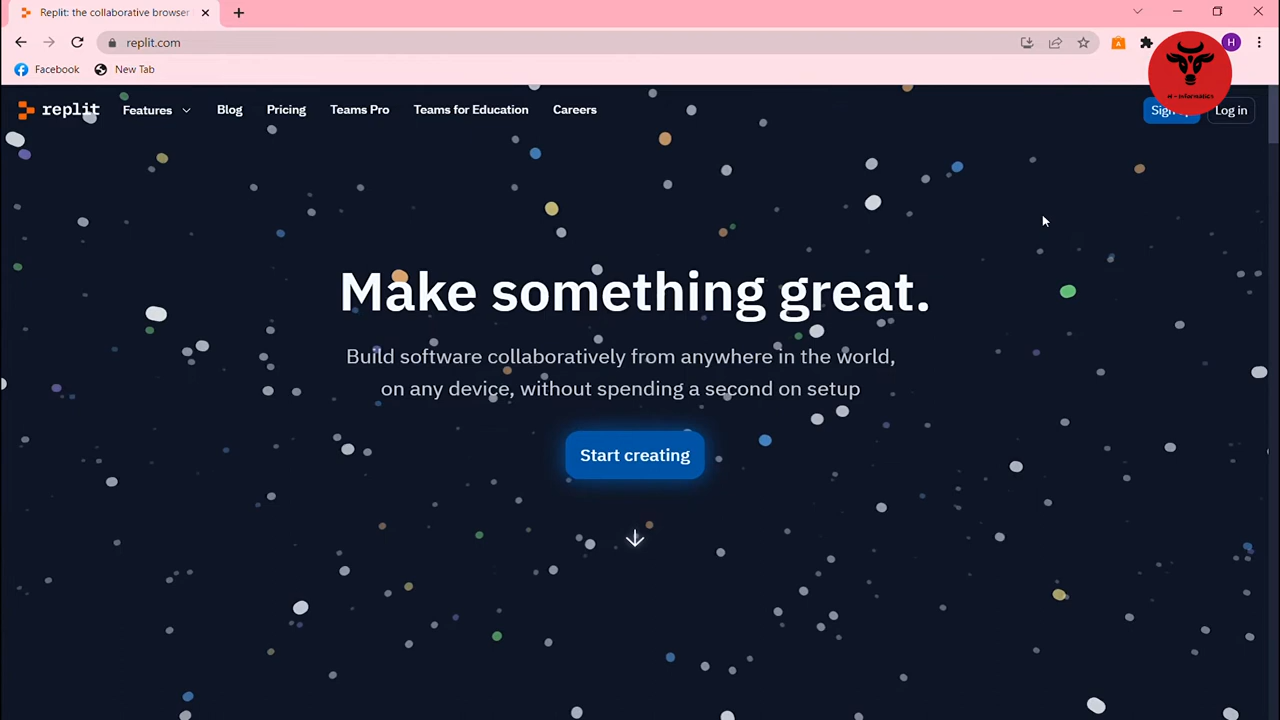 Replit: the collaborative browser
replit.com
H
Facebook
New Tab
replit
Features
Blog
Pricing
Teams Pro
Teams for Education
Careers
Log in
Make something great.
Build software collaboratively from anywhere in the world,
on any device, without spending a second on setup
Start creating